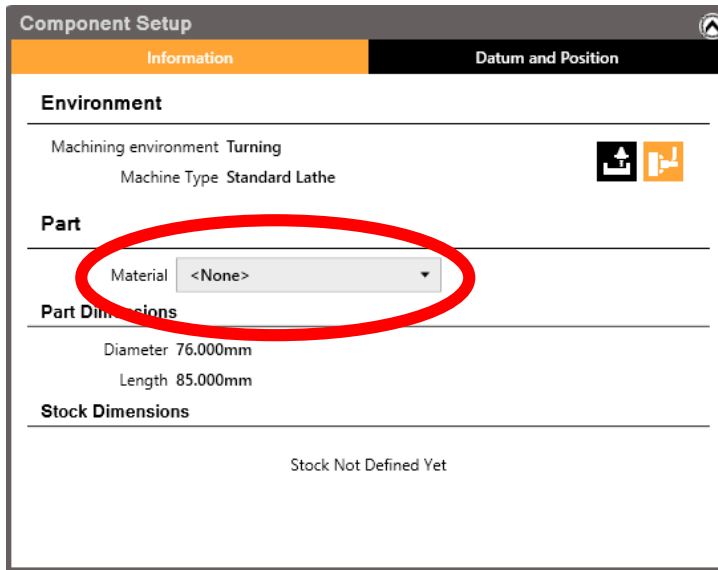 Component Setup
Information Datum and Position
Environment
Machining environment Turning
Machine Type Standard Lathe
Part
Material <None>
Part Dimensions
Diameter 76.000mm
Length 85.000mm
Stock Dimensions
Stock Not Defined Yet